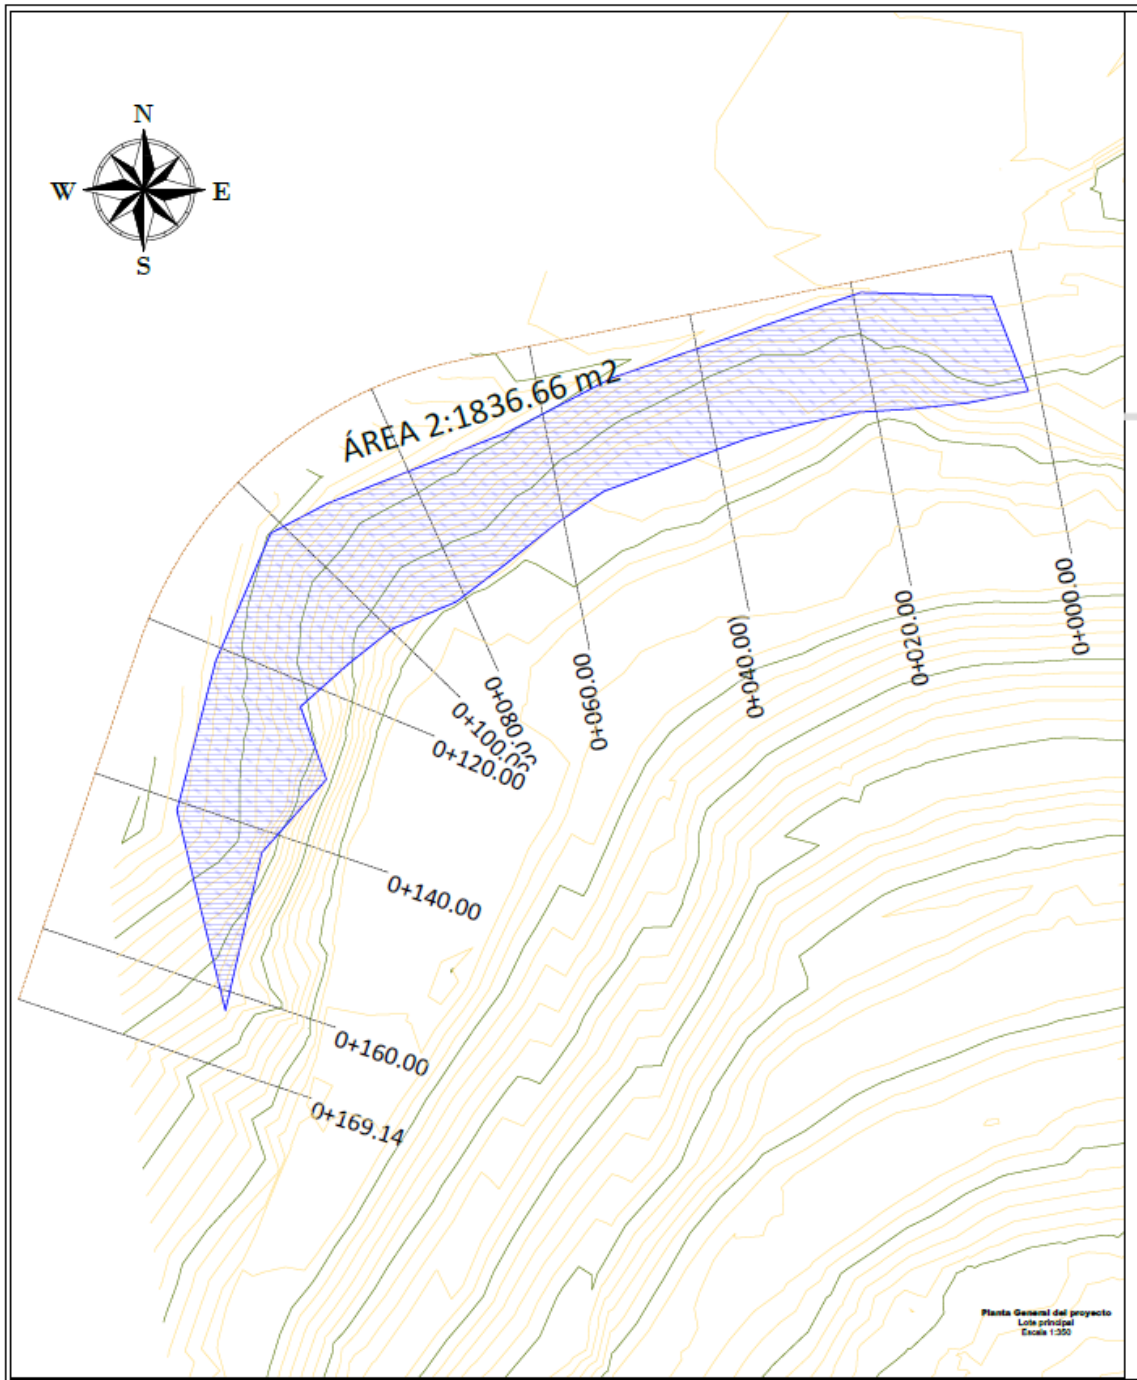 N
W E
S
ÁREA 2:1836.66 m2
0+000.00
0+020.00
0+040.00)
0+060.00
0+080.00
0+100.00
0+120.00
0+140.00
0+160.00
0+169.14
Planta General del proyecto
Lote principal
Escala 1:350